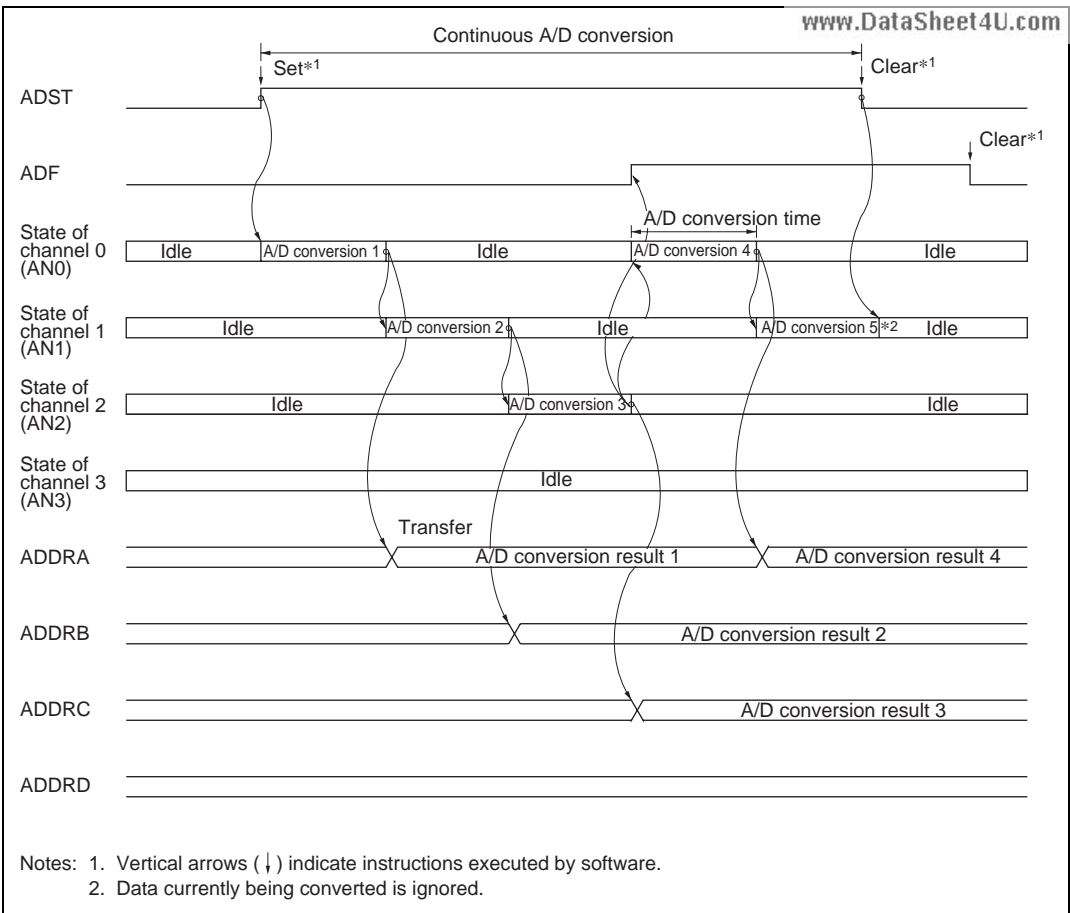 www.DataSheet4U.com
Continuous A/D conversion
Set*1
Clear*1
ADST
Clear*1
ADF
A/D conversion time
State of
channel 0
(AN0)
Idle
A/D conversion 1
Idle
A/D conversion 4
Idle
State of
channel 1
(AN1)
Idle
A/D conversion 2
Idle
A/D conversion 5
*2
Idle
State of
channel 2
(AN2)
Idle
A/D conversion 3
Idle
State of
channel 3
(AN3)
Idle
Transfer
ADDRA
A/D conversion result 1
A/D conversion result 4
ADDRB
A/D conversion result 2
ADDRC
A/D conversion result 3
ADDRD
Notes: 1. Vertical arrows (↓) indicate instructions executed by software.
2. Data currently being converted is ignored.